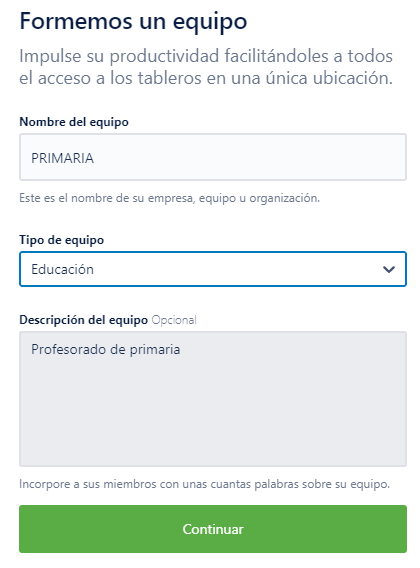 Formemos un equipo
Impulse su productividad facilitándoles a todos
el acceso a los tableros en una única ubicación.
Nombre del equipo
PRIMARIA
Este es el nombre de su empresa, equipo u organización.
Tipo de equipo
Educación
Descripción del equipo Opcional
Profesorado de primaria
Incorpore a sus miembros con unas cuantas palabras sobre su equipo.
Continuar